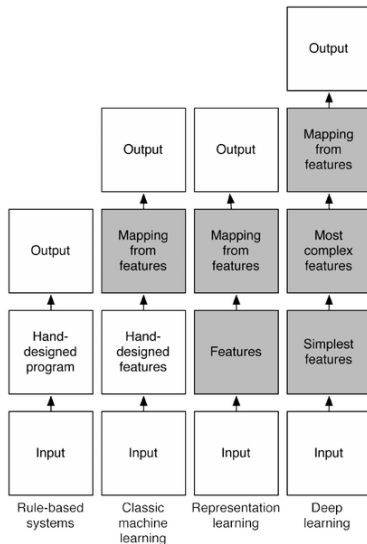 Output
Output
Output
Mapping
from
features
Output
Mapping
from
features
Mapping
from
features
Most
complex
features
Hand-
designed
program
Hand-
designed
features
Features
Simplest
features
Input
Input
Input
Input
Rule-based
systems
Classic
machine
learning
Representation
learning
Deep
learning